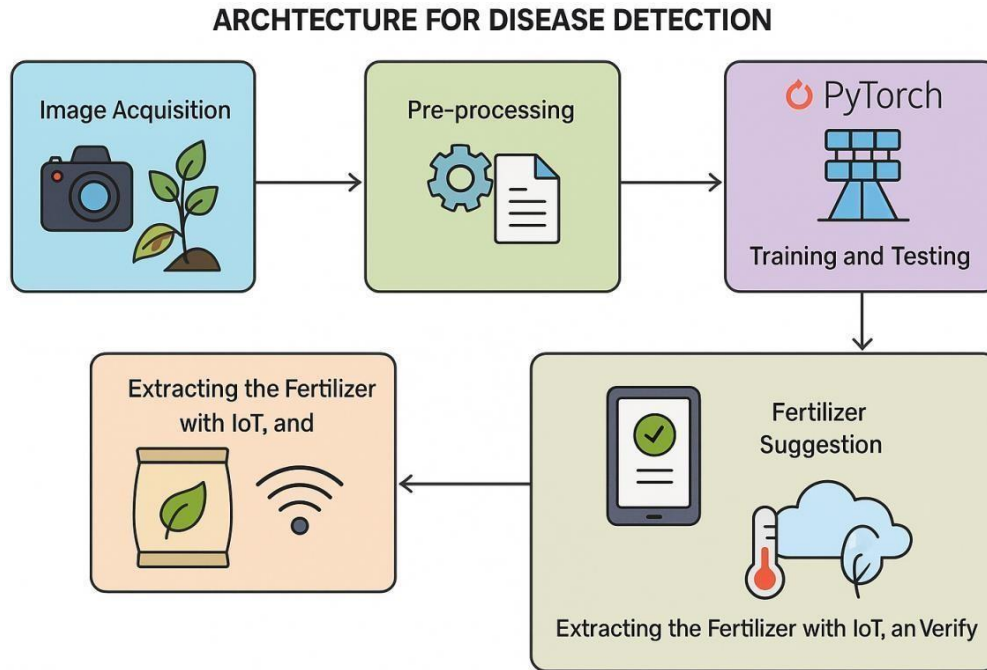 ARCHTECTURE FOR DISEASE DETECTION
Image Acquisition
Pre-processing
PyTorch
Training and Testing
Extracting the Fertilizer
with IoT, and
Fertilizer
Suggestion
Extracting the Fertilizer with IoT, an Verify